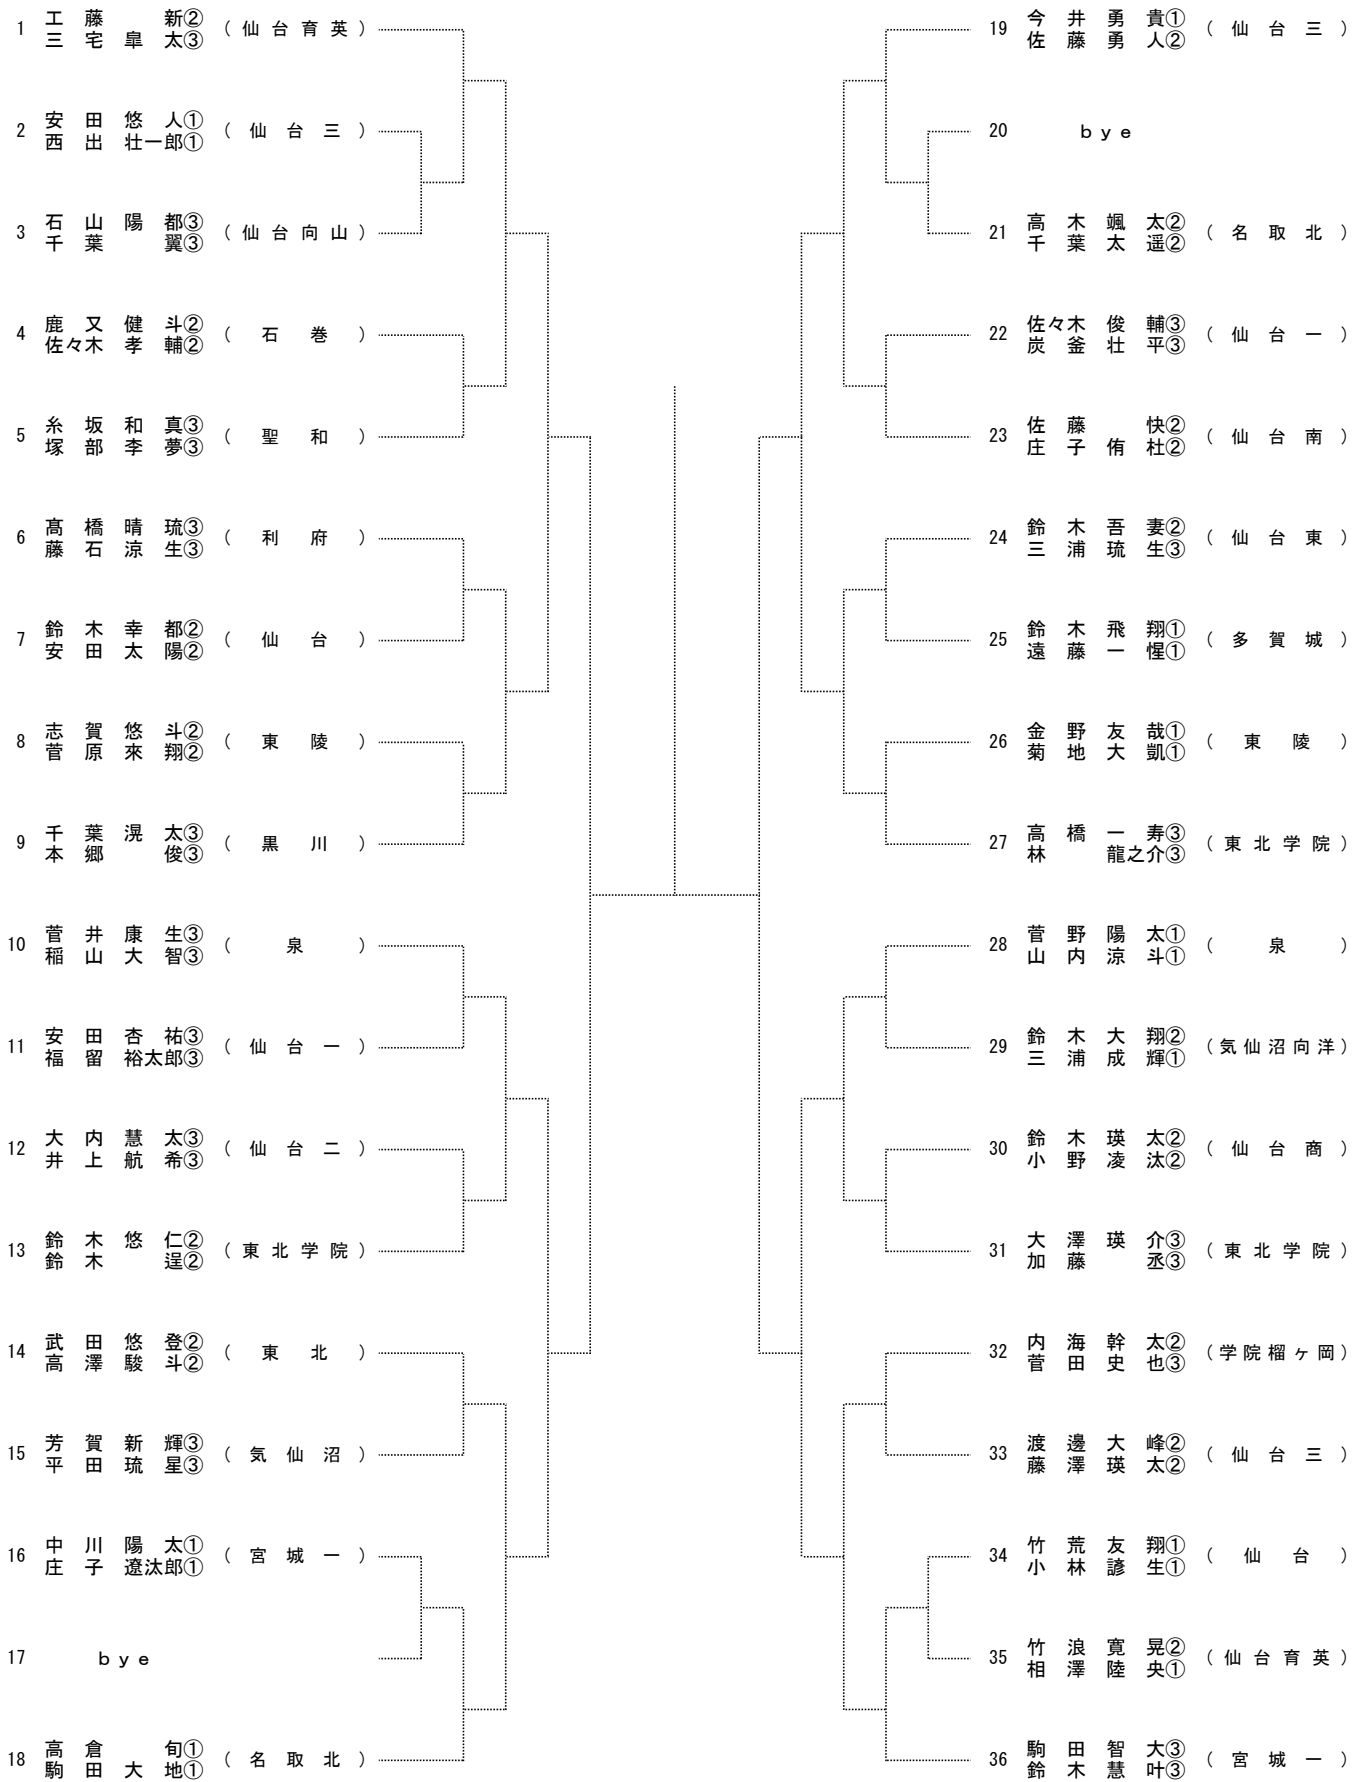 1 工藤 新② (仙台育英)
三宅皐太③
2 安田悠人① (仙台三)
西出壮一郎①
3 石山陽都③ (仙台向山)
千葉 翼③
4 鹿又健斗② (石巻)
佐々木孝輔②
5 糸坂和真③ (聖和)
塚部李夢③
6 髙橋晴琉③ (利府)
藤石涼生③
7 鈴木幸都② (仙台)
安田太陽②
8 志賀悠斗② (東陵)
菅原來翔②
9 千葉滉太③ (黒川)
本郷 俊③
10 菅井康生③ (泉)
稲山大智③
11 安田杏祐③ (仙台一)
福留裕太郎③
12 大内慧太③ (仙台二)
井上航希③
13 鈴木悠仁② (東北学院)
鈴木 逞②
14 武田悠登② (東北)
高澤駿斗②
15 芳賀新輝③ (気仙沼)
平田琉星③
16 中川陽太① (宮城一)
庄子遼汰郎①
17 bye
18 高倉 旬① (名取北)
駒田大地①
19 今井勇貴① (仙台三)
佐藤勇人②
20 bye
21 高木颯太② (名取北)
千葉太遥②
22 佐々木俊輔③ (仙台一)
炭釜壮平③
23 佐藤 快② (仙台南)
庄子侑杜②
24 鈴木吾妻② (仙台東)
三浦琉生③
25 鈴木飛翔① (多賀城)
遠藤一惺①
26 金野友哉① (東陵)
菊地大凱①
27 高橋一寿③ (東北学院)
林 龍之介③
28 菅野陽太① (泉)
山内涼斗①
29 鈴木大翔② (気仙沼向洋)
三浦成輝①
30 鈴木瑛太② (仙台商)
小野凌汰②
31 大澤瑛介③ (東北学院)
加藤 丞③
32 内海幹太② (学院榴ヶ岡)
菅田史也③
33 渡邊大峰② (仙台三)
藤澤瑛太②
34 竹荒友翔① (仙台)
小林諺生①
35 竹浪寛晃② (仙台育英)
相澤陸央①
36 駒田智大③ (宮城一)
鈴木慧叶③